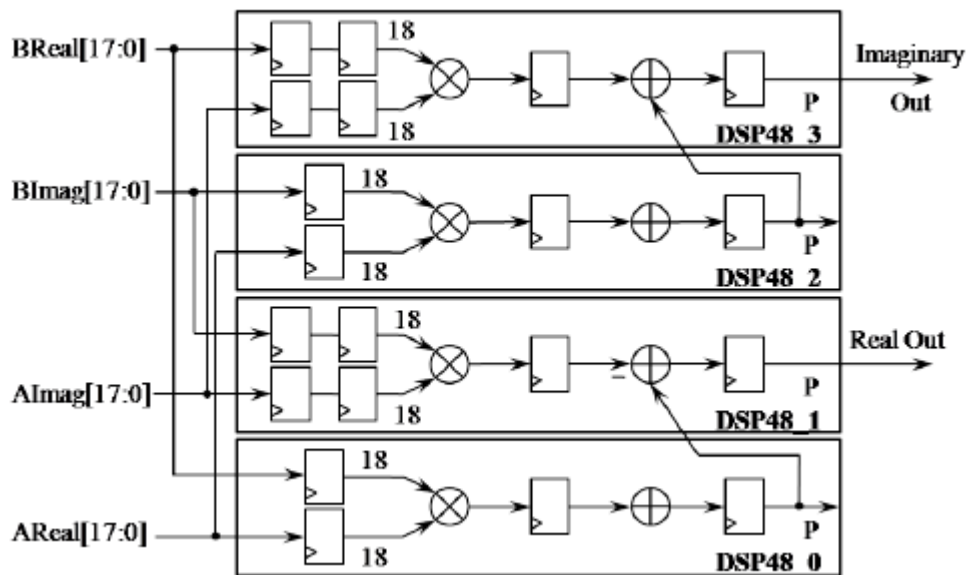 BReal[17:0]
18
18
P
DSP48_3
Imaginary
Out
BImag[17:0]
18
18
P
DSP48_2
18
AImag[17:0]
18
–
P
DSP48_1
Real Out
18
AReal[17:0]
18
P
DSP48_0